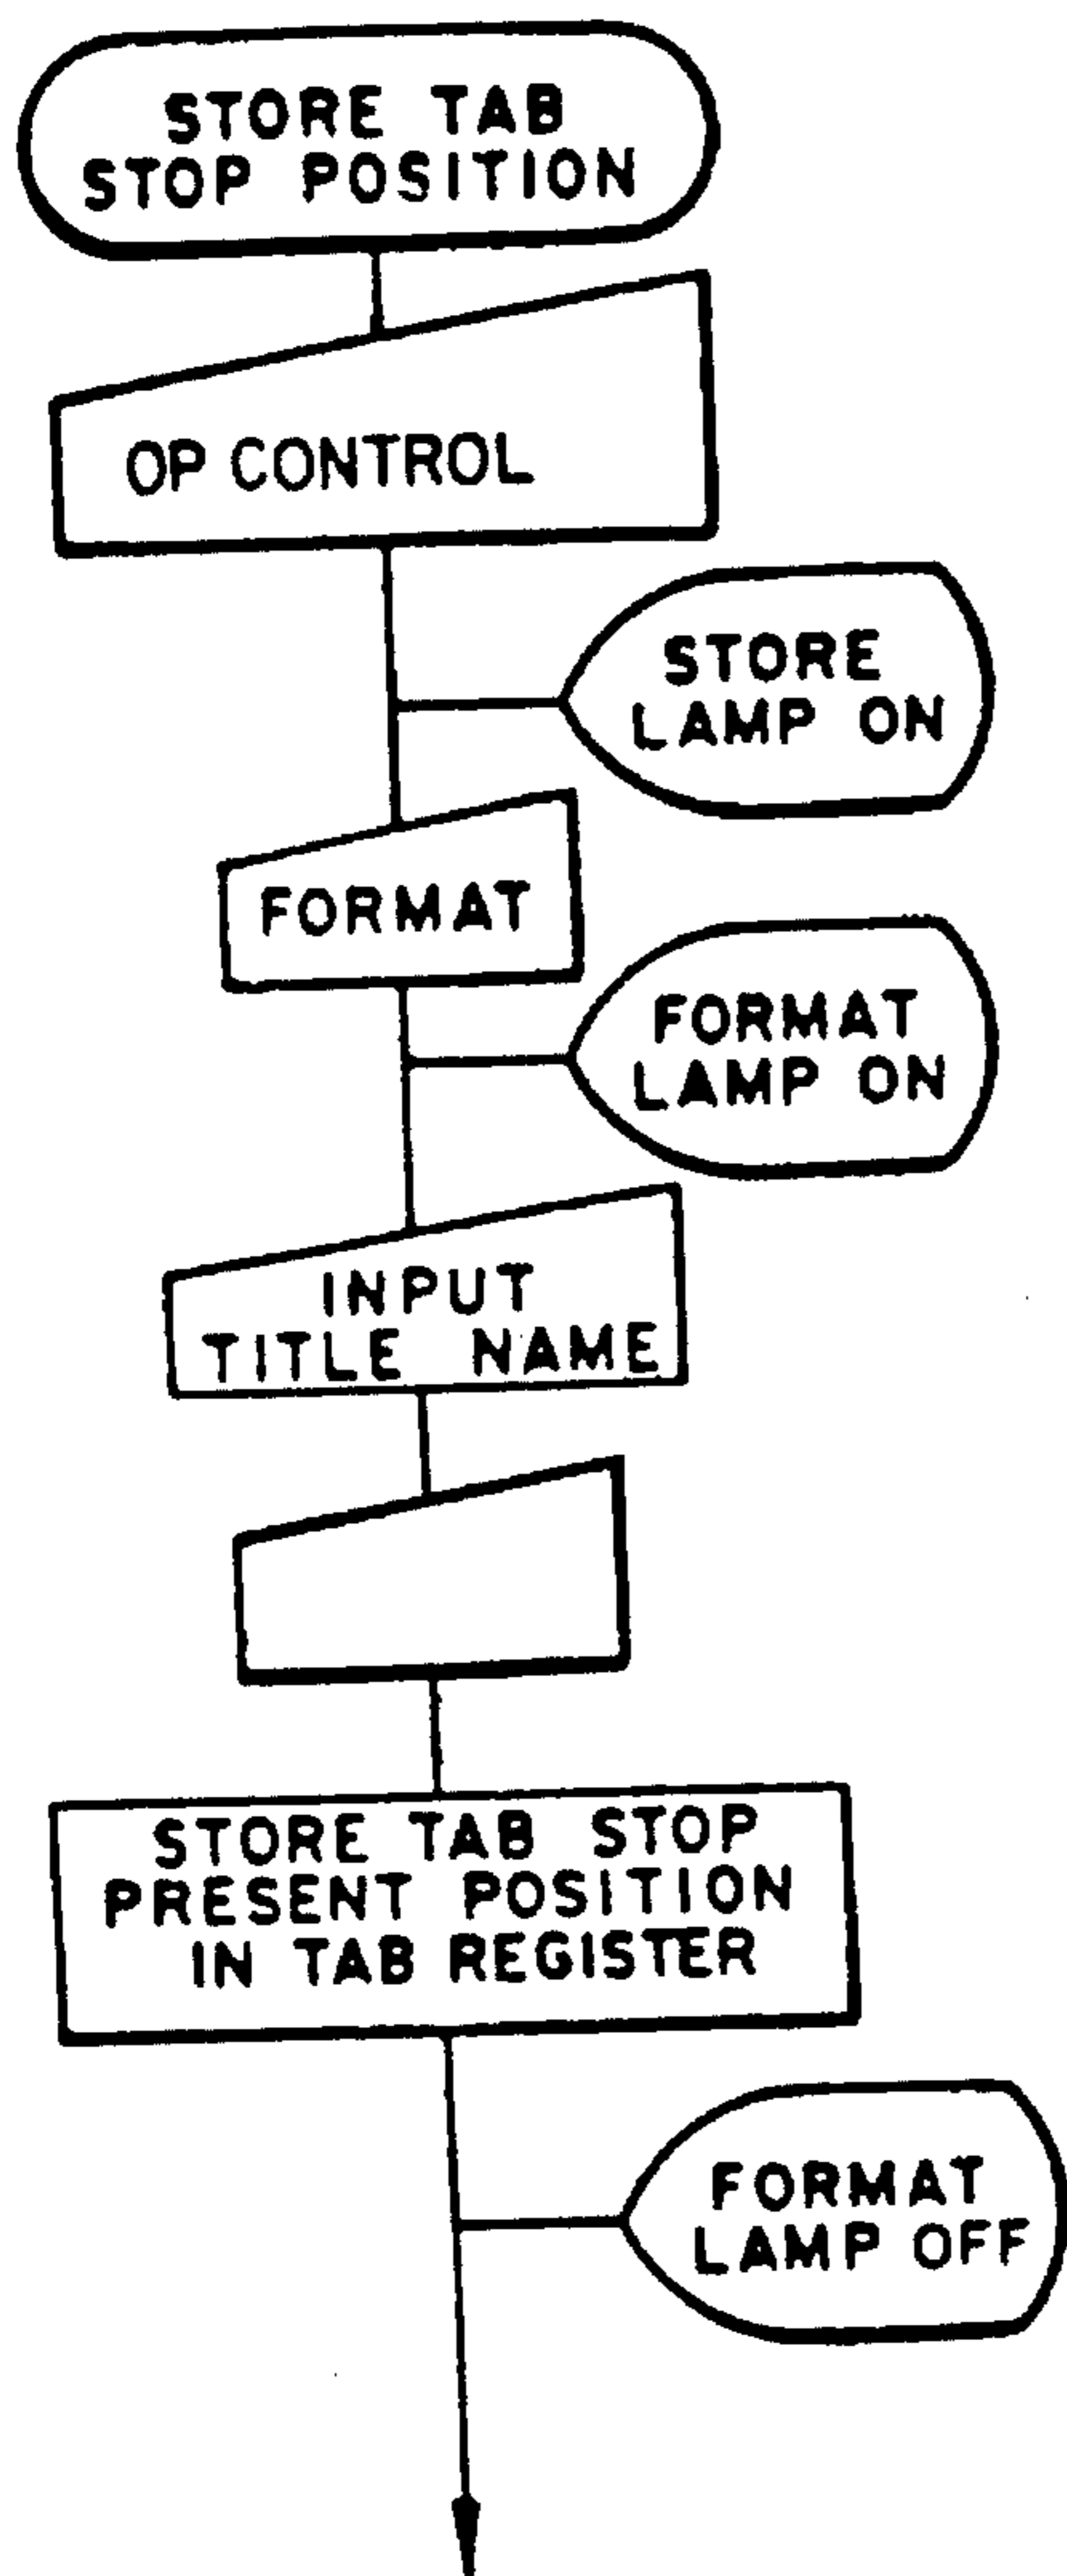 STORE TAB
STOP POSITION
OP CONTROL
STORE
LAMP ON
FORMAT
FORMAT
LAMP ON
INPUT
TITLE NAME
STORE TAB STOP
PRESENT POSITION
IN TAB REGISTER
FORMAT
LAMP OFF